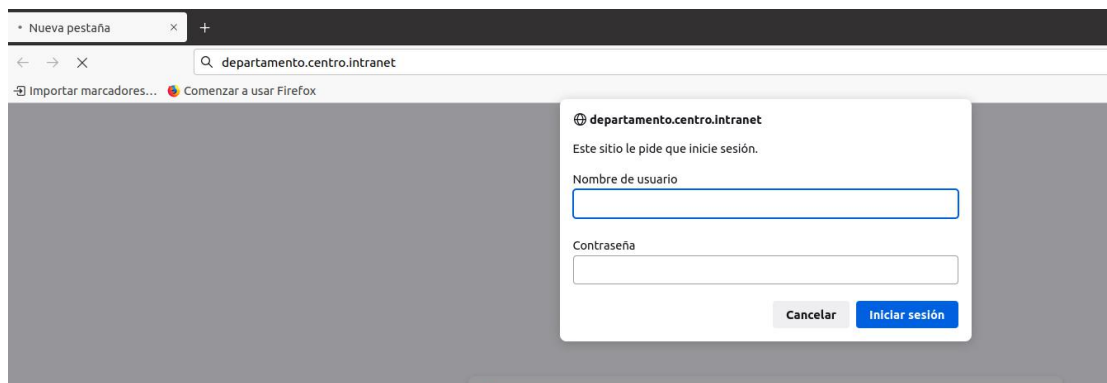 Nueva pestaña
departamento.centro.intranet
Importar marcadores... Comenzar a usar Firefox
departamento.centro.intranet
Este sitio le pide que inicie sesión.
Nombre de usuario
Contraseña
Cancelar Iniciar sesión